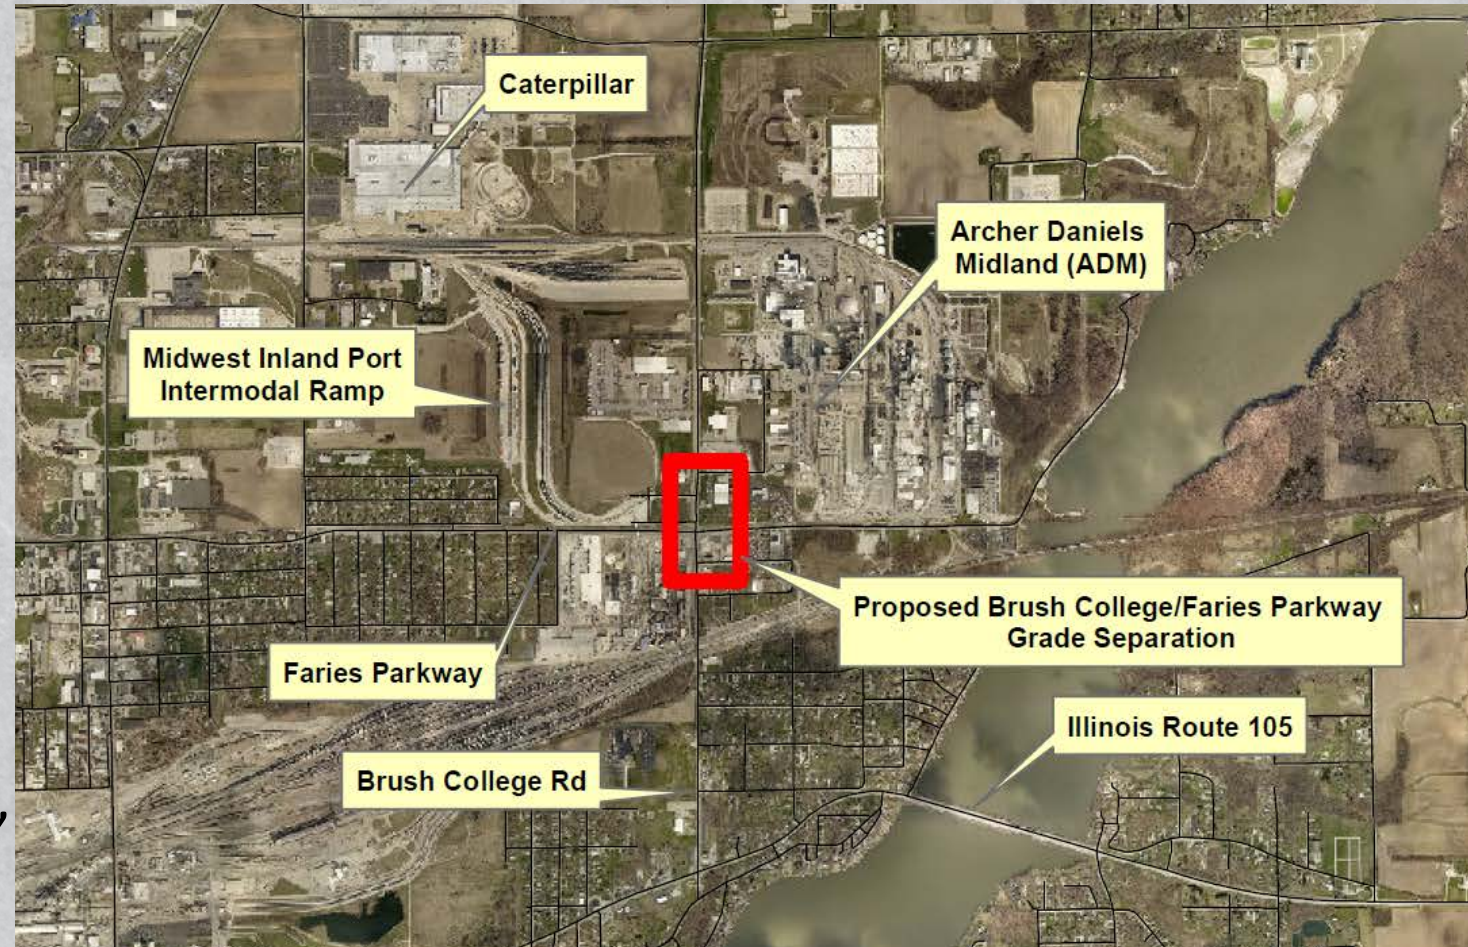 Caterpillar
Archer Daniels
Midland (ADM)
Midwest Inland Port
Intermodal Ramp
Proposed Brush College/Faries Parkway
Grade Separation
Faries Parkway
Illinois Route 105
Brush College Rd